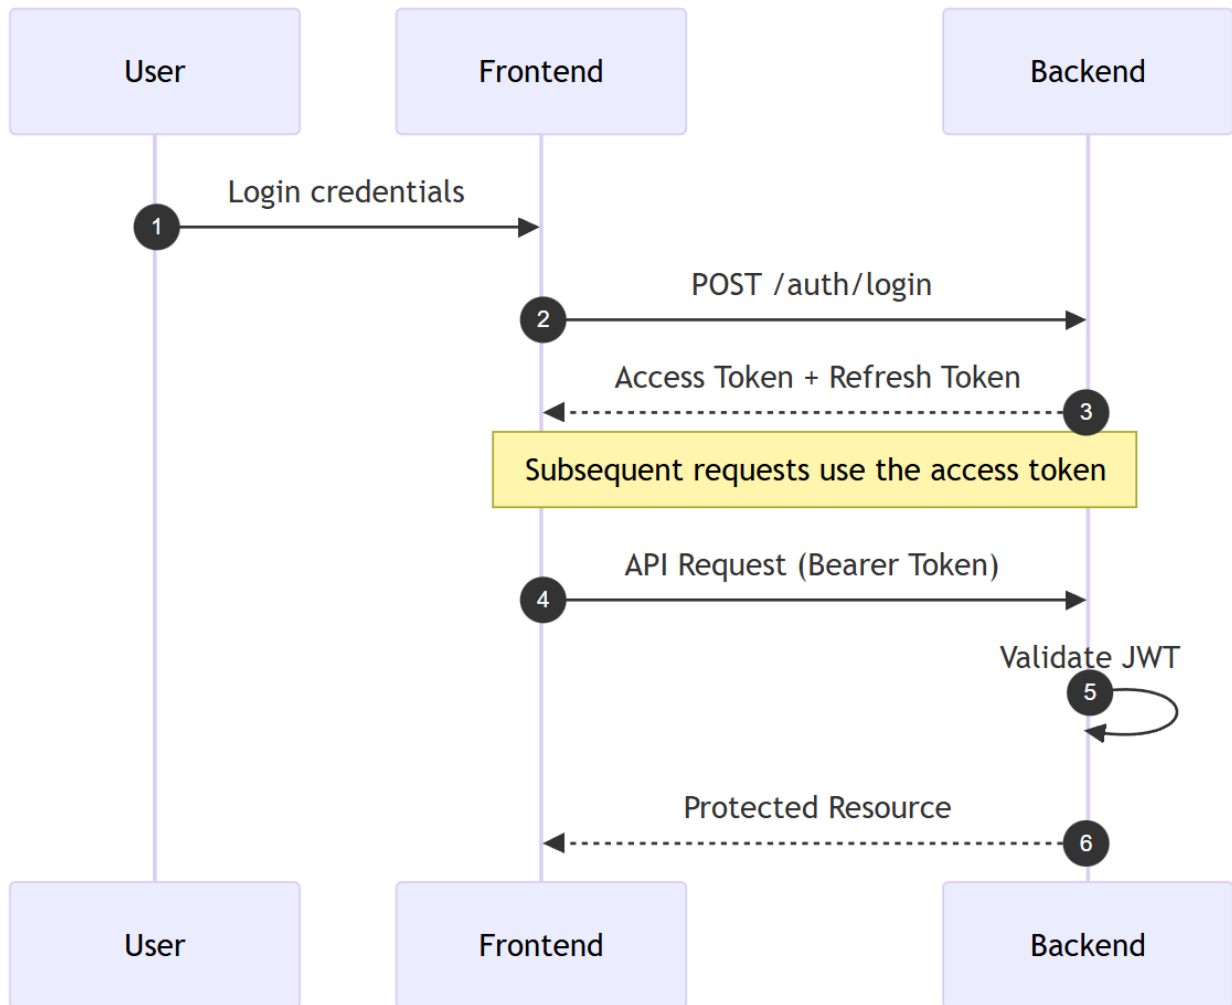 User
Frontend
Backend
Login credentials
1
POST /auth/login
2
Access Token + Refresh Token
3
Subsequent requests use the access token
API Request (Bearer Token)
4
Validate JWT
5
Protected Resource
6
User
Frontend
Backend